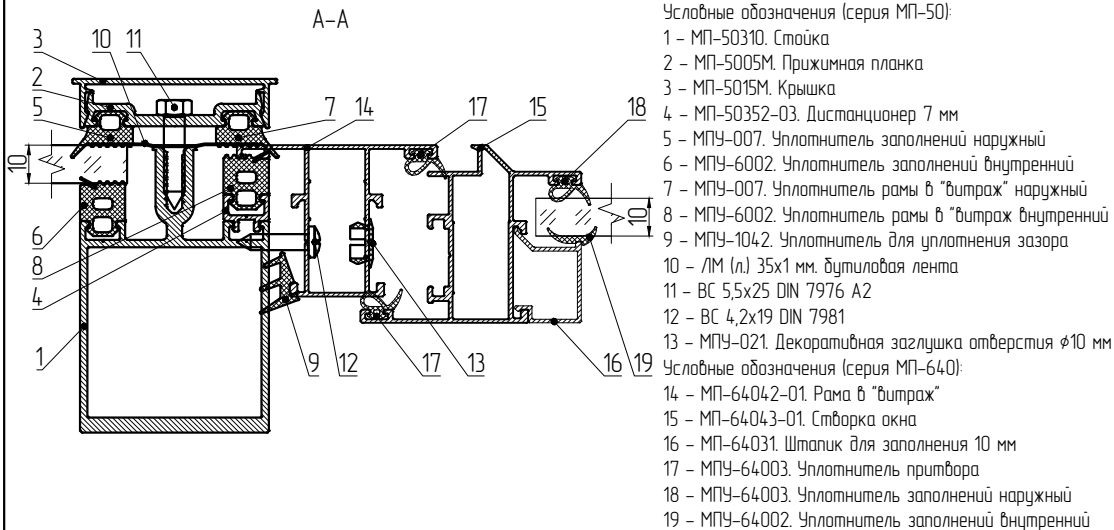 А-А
3
10
11
2
5
7
14
17
15
18
10
10
6
8
4
1
9
12
17
13
16
19
Условные обозначения (серия МП-50):
1 - МП-50310. Стойка
2 - МП-5005М. Прижимная планка
3 - МП-5015М. Крышка
4 - МП-50352-03. Дистанционер 7 мм
5 - МПУ-007. Уплотнитель заполнений наружный
6 - МПУ-6002. Уплотнитель заполнений внутренний
7 - МПУ-007. Уплотнитель рамы в "витраж" наружный
8 - МПУ-6002. Уплотнитель рамы в "витраж внутренний
9 - МПУ-1042. Уплотнитель для уплотнения зазора
10 - ЛМ (л.) 35х1 мм. бутиловая лента
11 - ВС 5,5х25 DIN 7976 А2
12 - ВС 4,2х19 DIN 7981
13 - МПУ-021. Декоративная заглушка отверстия ⌀10 мм
Условные обозначения (серия МП-640):
14 - МП-64042-01. Рама в "витраж"
15 - МП-64043-01. Створка окна
16 - МП-64031. Штапик для заполнения 10 мм
17 - МПУ-64003. Уплотнитель притвора
18 - МПУ-64003. Уплотнитель заполнений наружный
19 - МПУ-64002. Уплотнитель заполнений внутренний